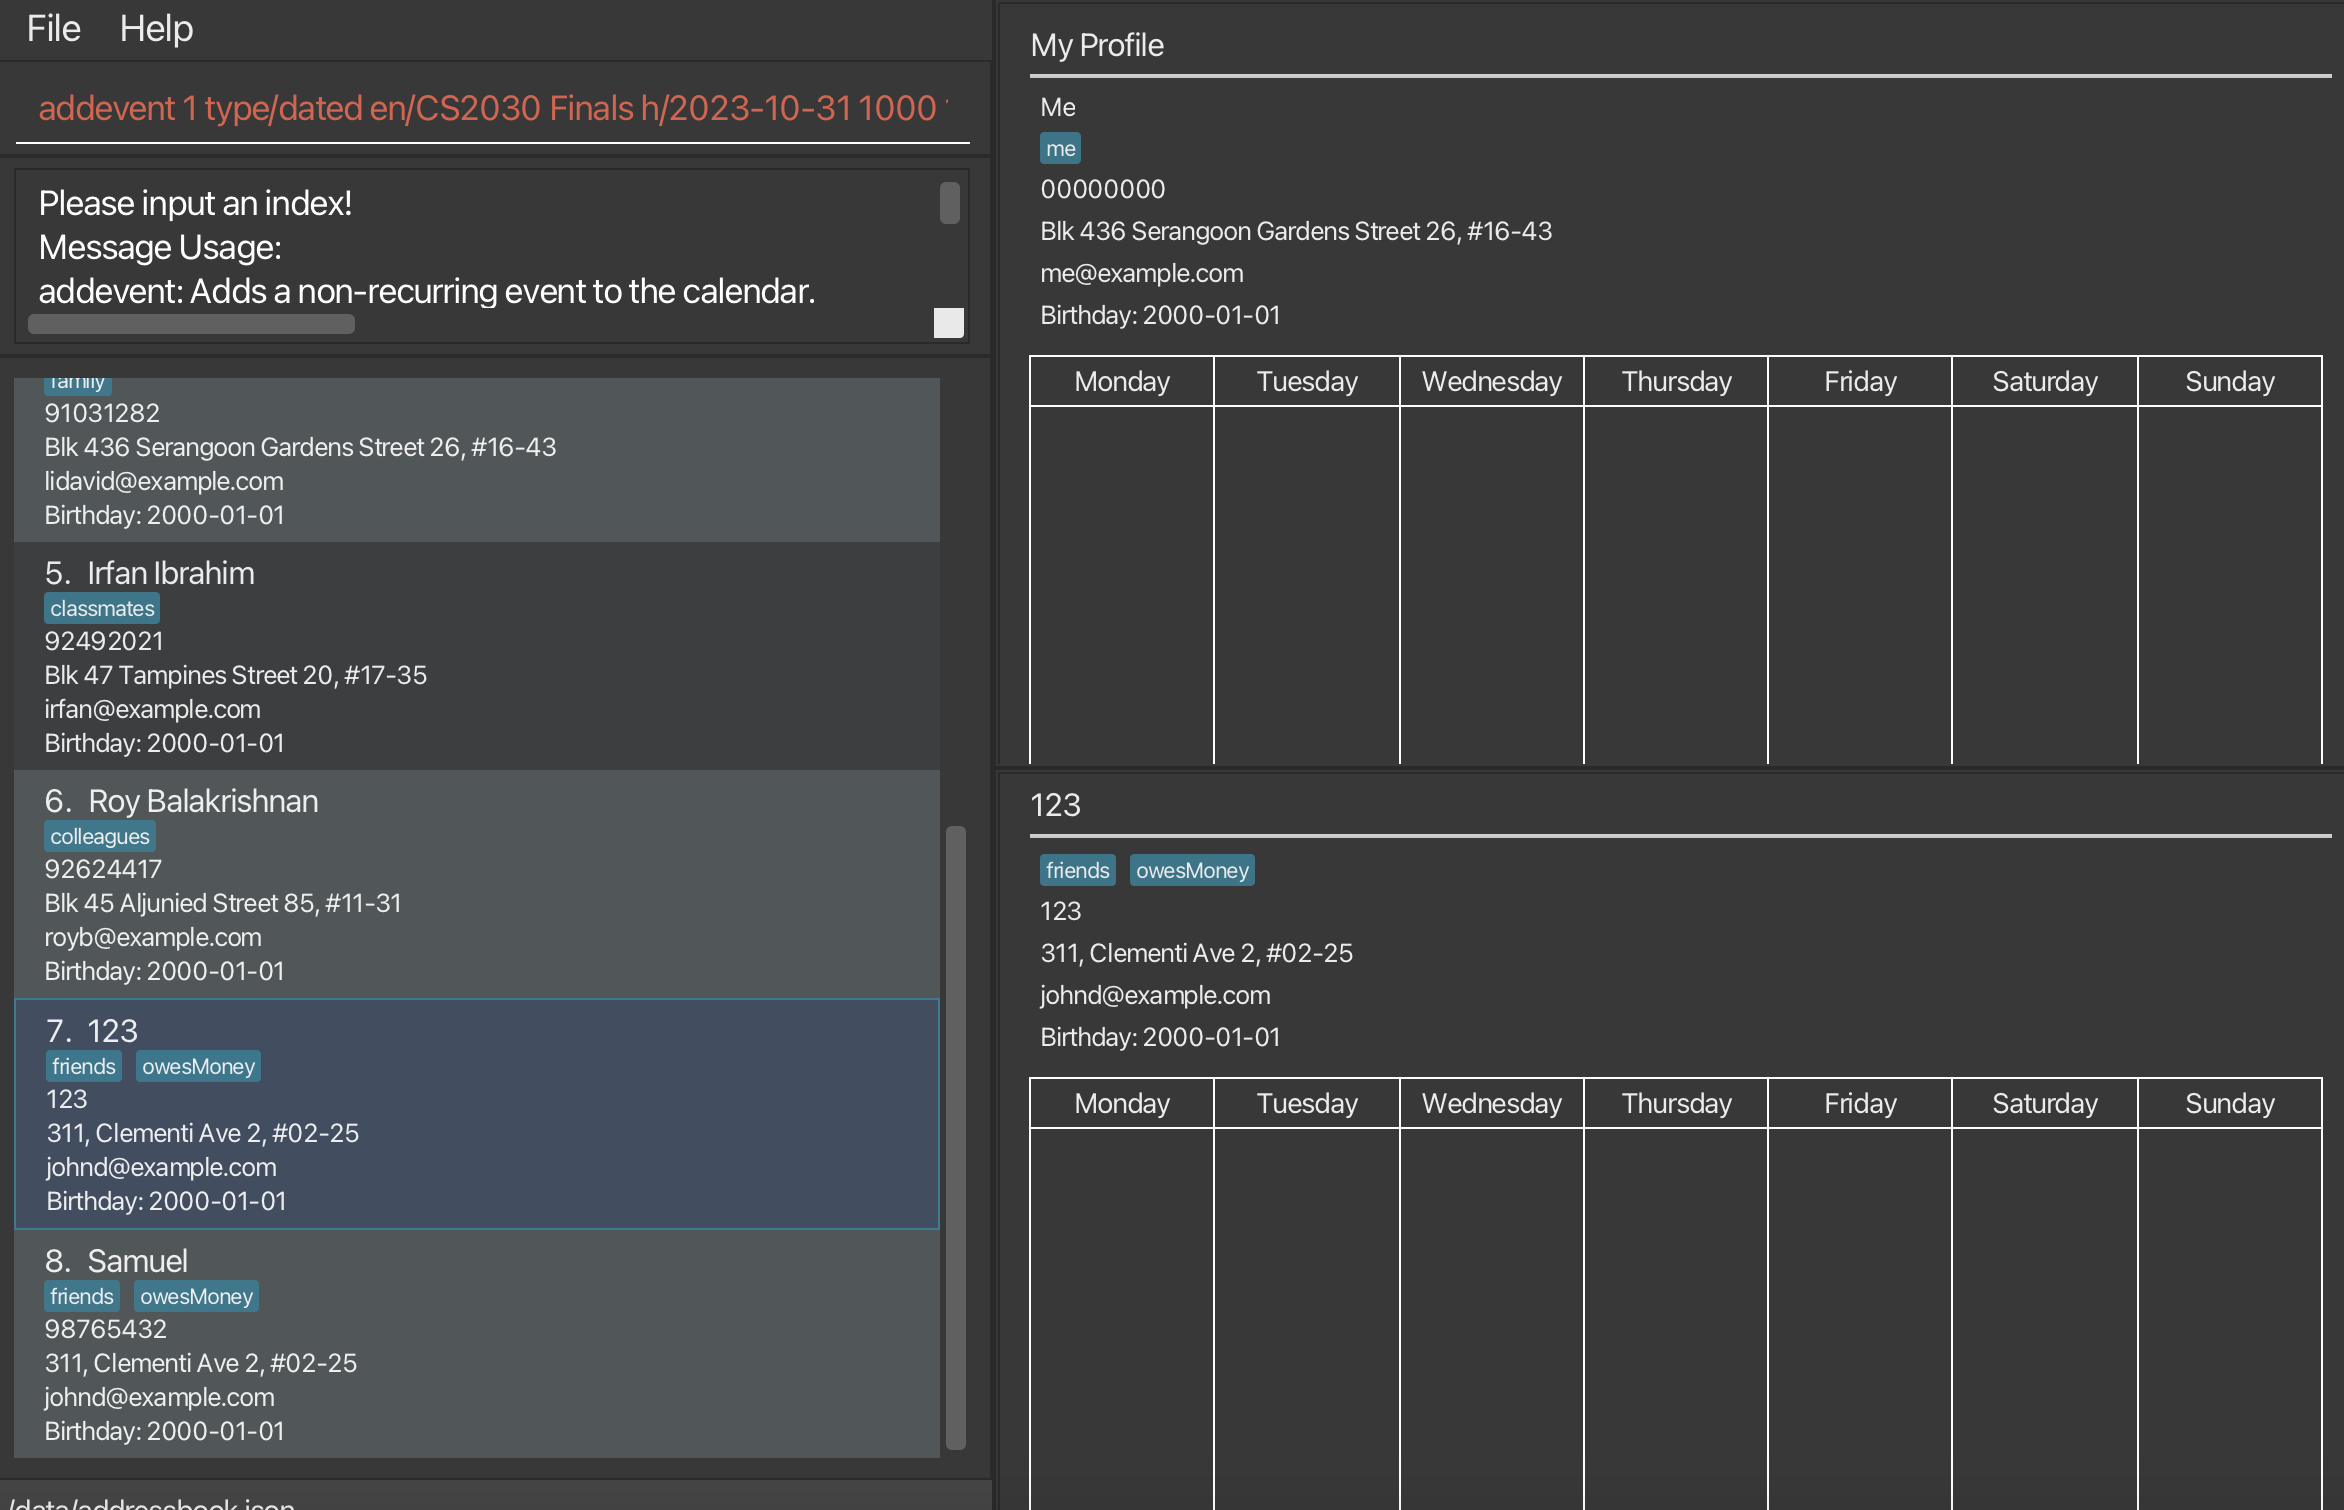 File Help
addevent 1 type/dated en/CS2030 Finals h/2023-10-31 1000
Please input an index!
Message Usage:
addevent: Adds a non-recurring event to the calendar.
family
91031282
Blk 436 Serangoon Gardens Street 26, #16-43
lidavid@example.com
Birthday: 2000-01-01
5. Irfan Ibrahim
classmates
92492021
Blk 47 Tampines Street 20, #17-35
irfan@example.com
Birthday: 2000-01-01
6. Roy Balakrishnan
colleagues
92624417
Blk 45 Aljunied Street 85, #11-31
royb@example.com
Birthday: 2000-01-01
7. 123
friends owesMoney
123
311, Clementi Ave 2, #02-25
johnd@example.com
Birthday: 2000-01-01
8. Samuel
friends owesMoney
98765432
311, Clementi Ave 2, #02-25
johnd@example.com
Birthday: 2000-01-01
/data/addressbook.json
My Profile
Me
me
00000000
Blk 436 Serangoon Gardens Street 26, #16-43
me@example.com
Birthday: 2000-01-01
Monday Tuesday Wednesday Thursday Friday Saturday Sunday
123
friends owesMoney
123
311, Clementi Ave 2, #02-25
johnd@example.com
Birthday: 2000-01-01
Monday Tuesday Wednesday Thursday Friday Saturday Sunday